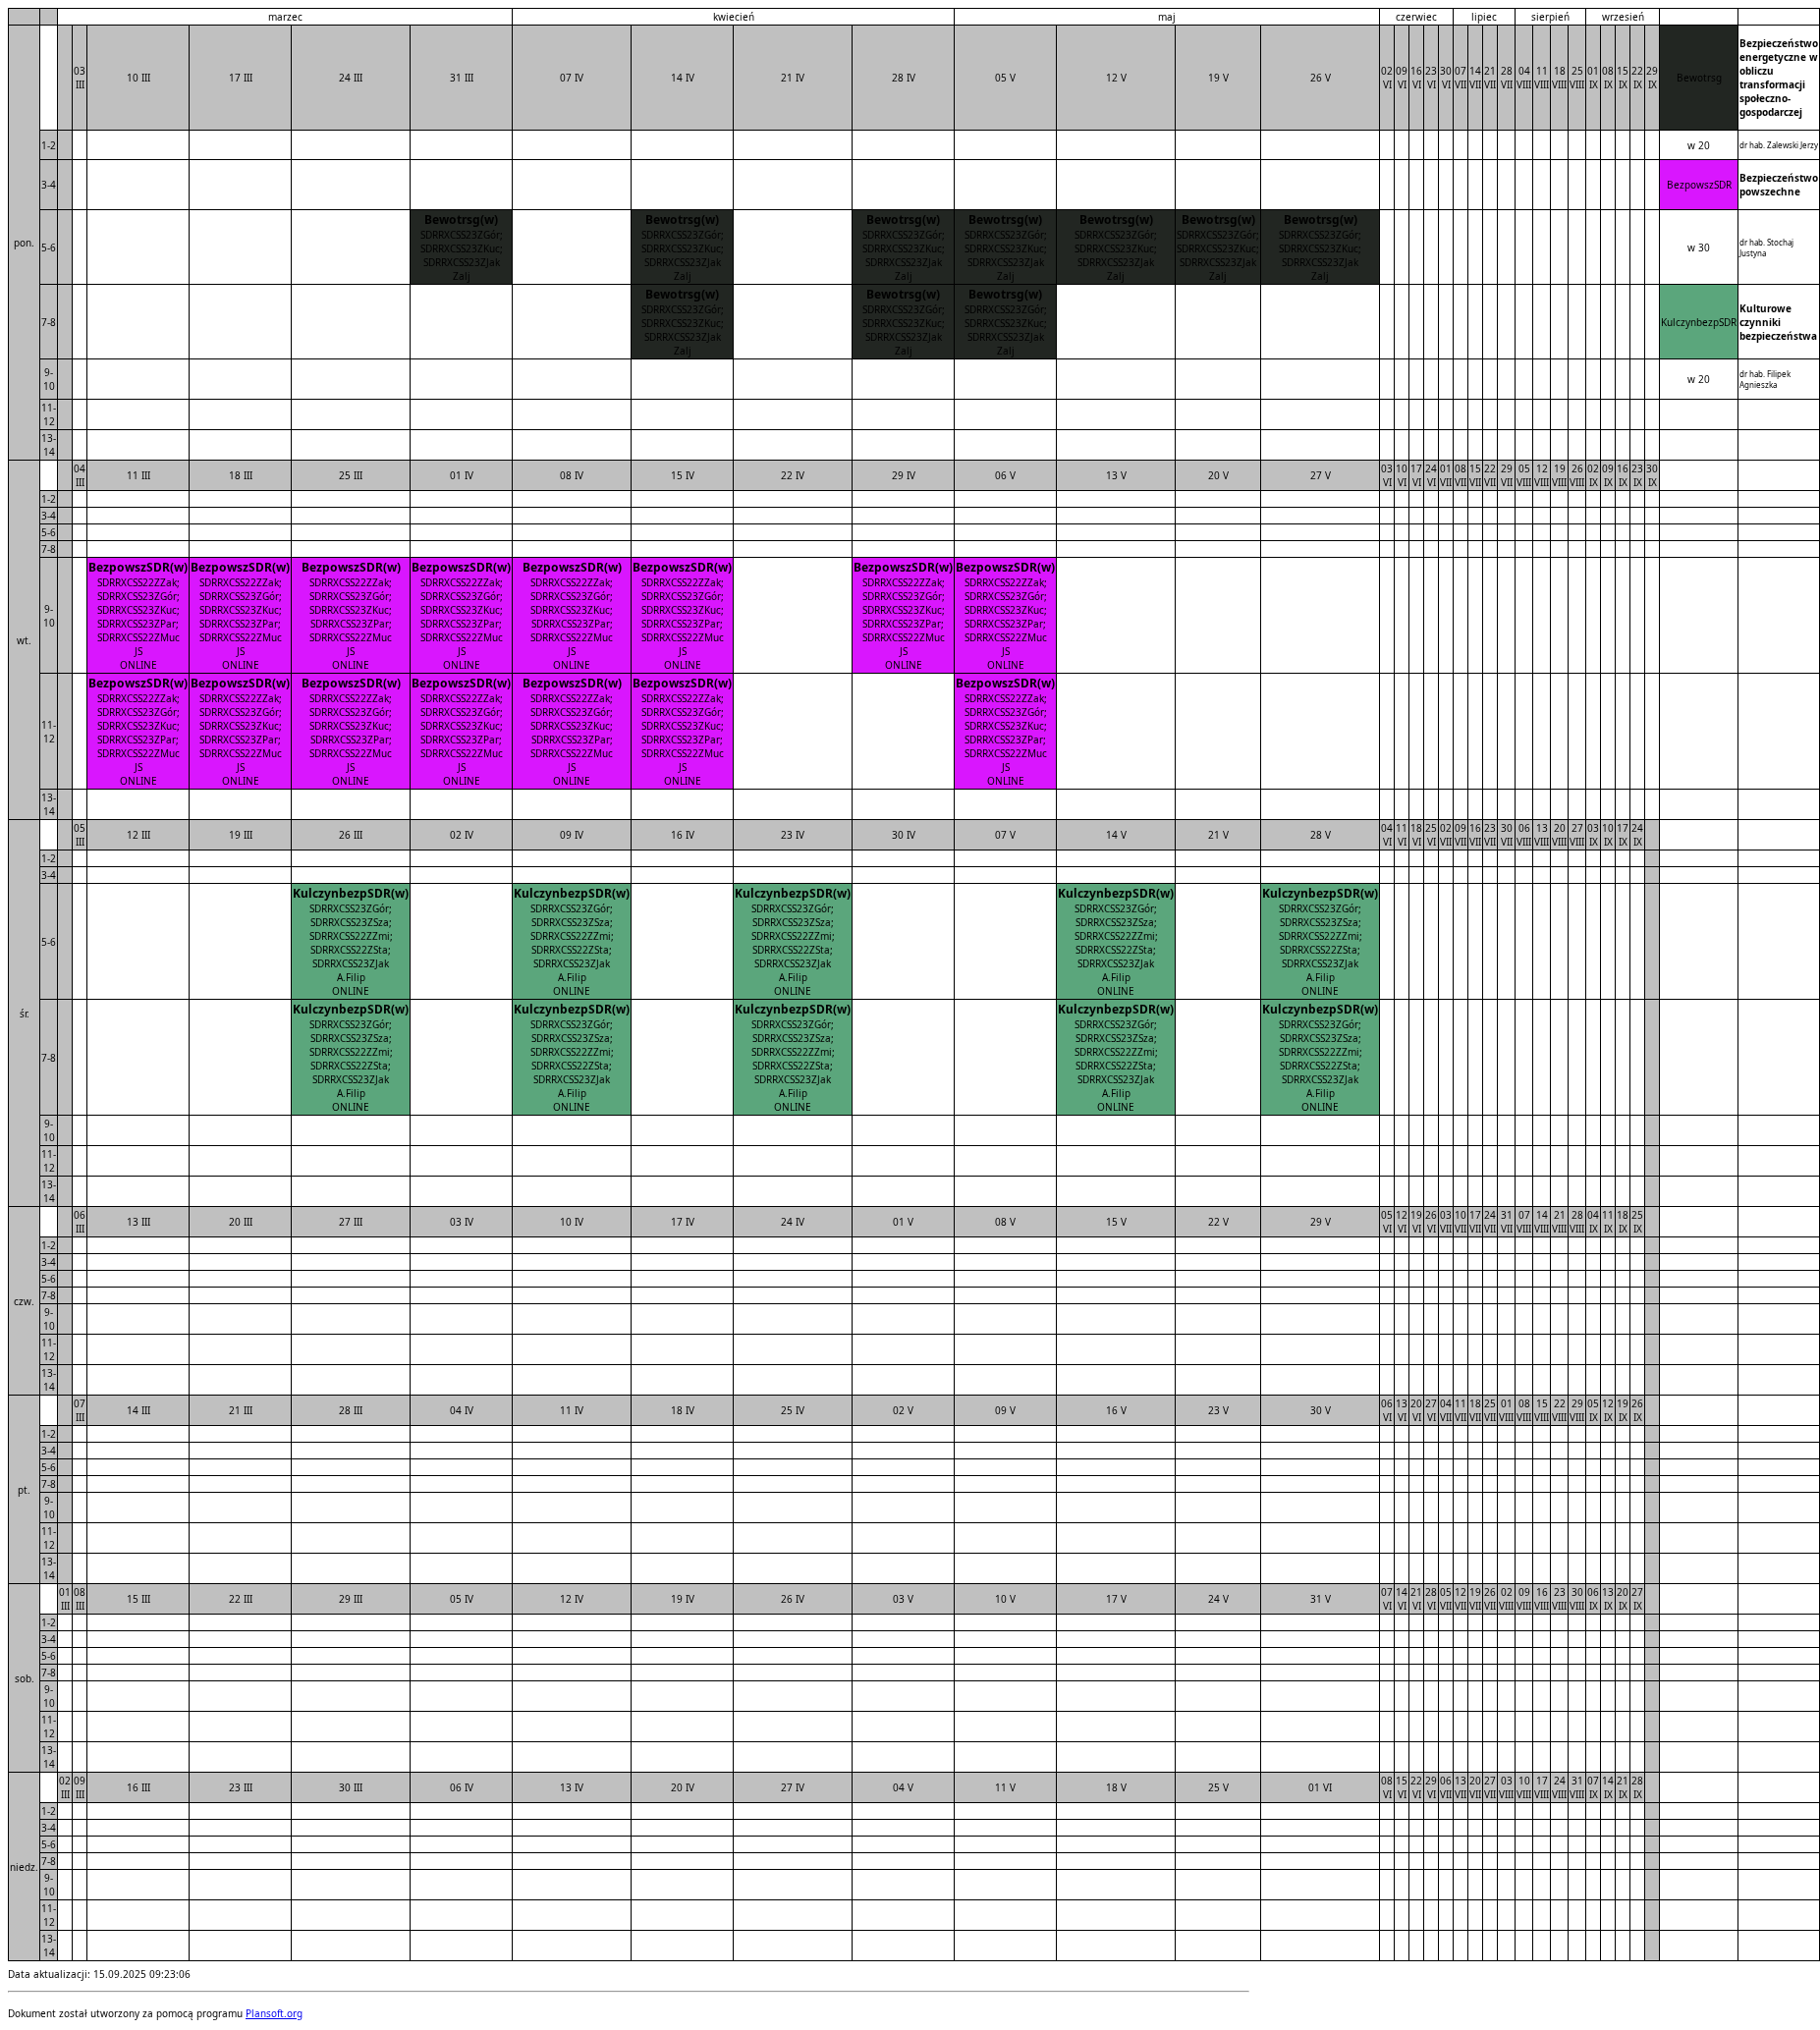 marzec kwiecień maj czerwiec lipiec sierpień wrzesień
pon. 03 III 10 III 17 III 24 III 31 III 07 IV 14 IV 21 IV 28 IV 05 V 12 V 19 V 26 V 02 VI 09 VI 16 VI 23 VI 30 VI 07 VII 14 VII 21 VII 28 VII 04 VIII 11 VIII 18 VIII 25 VIII 01 IX 08 IX 15 IX 22 IX 29 IX Bewotrsg Bezpieczeństwo energetyczne w obliczu transformacji społeczno-gospodarczej
1-2 w 20 dr hab. Zalewski Jerzy
3-4 BezpowszSDR Bezpieczeństwo powszechne
5-6 w 30 dr hab. Stochaj Justyna
Bewotrsg(w) Bewotrsg(w) Bewotrsg(w) Bewotrsg(w) Bewotrsg(w) Bewotrsg(w) Bewotrsg(w)
SDRRXCSS23ZGór; SDRRXCSS23ZGór; SDRRXCSS23ZGór; SDRRXCSS23ZGór; SDRRXCSS23ZGór; SDRRXCSS23ZGór; SDRRXCSS23ZGór;
SDRRXCSS23ZKuc; SDRRXCSS23ZKuc; SDRRXCSS23ZKuc; SDRRXCSS23ZKuc; SDRRXCSS23ZKuc; SDRRXCSS23ZKuc; SDRRXCSS23ZKuc;
SDRRXCSS23ZJak SDRRXCSS23ZJak SDRRXCSS23ZJak SDRRXCSS23ZJak SDRRXCSS23ZJak SDRRXCSS23ZJak SDRRXCSS23ZJak
Zalj Zalj Zalj Zalj Zalj Zalj Zalj
7-8 KulczynbezpSDR Kulturowe czynniki bezpieczeństwa
Bewotrsg(w) Bewotrsg(w) Bewotrsg(w)
SDRRXCSS23ZGór; SDRRXCSS23ZGór; SDRRXCSS23ZGór;
SDRRXCSS23ZKuc; SDRRXCSS23ZKuc; SDRRXCSS23ZKuc;
SDRRXCSS23ZJak SDRRXCSS23ZJak SDRRXCSS23ZJak
Zalj Zalj Zalj
9-10 w 20 dr hab. Filipek Agnieszka
11-12
13-14
wt. 04 III 11 III 18 III 25 III 01 IV 08 IV 15 IV 22 IV 29 IV 06 V 13 V 20 V 27 V 03 VI 10 VI 17 VI 24 VI 01 VII 08 VII 15 VII 22 VII 29 VII 05 VIII 12 VIII 19 VIII 26 VIII 02 IX 09 IX 16 IX 23 IX 30 IX
1-2
3-4
5-6
7-8
9-10
BezpowszSDR(w) BezpowszSDR(w) BezpowszSDR(w) BezpowszSDR(w) BezpowszSDR(w) BezpowszSDR(w) BezpowszSDR(w) BezpowszSDR(w)
SDRRXCSS22ZZak; SDRRXCSS22ZZak; SDRRXCSS22ZZak; SDRRXCSS22ZZak; SDRRXCSS22ZZak; SDRRXCSS22ZZak; SDRRXCSS22ZZak; SDRRXCSS22ZZak;
SDRRXCSS23ZGór; SDRRXCSS23ZGór; SDRRXCSS23ZGór; SDRRXCSS23ZGór; SDRRXCSS23ZGór; SDRRXCSS23ZGór; SDRRXCSS23ZGór; SDRRXCSS23ZGór;
SDRRXCSS23ZKuc; SDRRXCSS23ZKuc; SDRRXCSS23ZKuc; SDRRXCSS23ZKuc; SDRRXCSS23ZKuc; SDRRXCSS23ZKuc; SDRRXCSS23ZKuc; SDRRXCSS23ZKuc;
SDRRXCSS23ZPar; SDRRXCSS23ZPar; SDRRXCSS23ZPar; SDRRXCSS23ZPar; SDRRXCSS23ZPar; SDRRXCSS23ZPar; SDRRXCSS23ZPar; SDRRXCSS23ZPar;
SDRRXCSS22ZMuc SDRRXCSS22ZMuc SDRRXCSS22ZMuc SDRRXCSS22ZMuc SDRRXCSS22ZMuc SDRRXCSS22ZMuc SDRRXCSS22ZMuc SDRRXCSS22ZMuc
JS JS JS JS JS JS JS JS
ONLINE ONLINE ONLINE ONLINE ONLINE ONLINE ONLINE ONLINE
11-12
BezpowszSDR(w) BezpowszSDR(w) BezpowszSDR(w) BezpowszSDR(w) BezpowszSDR(w) BezpowszSDR(w) BezpowszSDR(w)
SDRRXCSS22ZZak; SDRRXCSS22ZZak; SDRRXCSS22ZZak; SDRRXCSS22ZZak; SDRRXCSS22ZZak; SDRRXCSS22ZZak; SDRRXCSS22ZZak;
SDRRXCSS23ZGór; SDRRXCSS23ZGór; SDRRXCSS23ZGór; SDRRXCSS23ZGór; SDRRXCSS23ZGór; SDRRXCSS23ZGór; SDRRXCSS23ZGór;
SDRRXCSS23ZKuc; SDRRXCSS23ZKuc; SDRRXCSS23ZKuc; SDRRXCSS23ZKuc; SDRRXCSS23ZKuc; SDRRXCSS23ZKuc; SDRRXCSS23ZKuc;
SDRRXCSS23ZPar; SDRRXCSS23ZPar; SDRRXCSS23ZPar; SDRRXCSS23ZPar; SDRRXCSS23ZPar; SDRRXCSS23ZPar; SDRRXCSS23ZPar;
SDRRXCSS22ZMuc SDRRXCSS22ZMuc SDRRXCSS22ZMuc SDRRXCSS22ZMuc SDRRXCSS22ZMuc SDRRXCSS22ZMuc SDRRXCSS22ZMuc
JS JS JS JS JS JS JS
ONLINE ONLINE ONLINE ONLINE ONLINE ONLINE ONLINE
13-14
śr. 05 III 12 III 19 III 26 III 02 IV 09 IV 16 IV 23 IV 30 IV 07 V 14 V 21 V 28 V 04 VI 11 VI 18 VI 25 VI 02 VII 09 VII 16 VII 23 VII 30 VII 06 VIII 13 VIII 20 VIII 27 VIII 03 IX 10 IX 17 IX 24 IX
1-2
3-4
5-6
KulczynbezpSDR(w) KulczynbezpSDR(w) KulczynbezpSDR(w) KulczynbezpSDR(w) KulczynbezpSDR(w)
SDRRXCSS23ZGór; SDRRXCSS23ZGór; SDRRXCSS23ZGór; SDRRXCSS23ZGór; SDRRXCSS23ZGór;
SDRRXCSS23ZSza; SDRRXCSS23ZSza; SDRRXCSS23ZSza; SDRRXCSS23ZSza; SDRRXCSS23ZSza;
SDRRXCSS22ZZmi; SDRRXCSS22ZZmi; SDRRXCSS22ZZmi; SDRRXCSS22ZZmi; SDRRXCSS22ZZmi;
SDRRXCSS22ZSta; SDRRXCSS22ZSta; SDRRXCSS22ZSta; SDRRXCSS22ZSta; SDRRXCSS22ZSta;
SDRRXCSS23ZJak SDRRXCSS23ZJak SDRRXCSS23ZJak SDRRXCSS23ZJak SDRRXCSS23ZJak
A.Filip A.Filip A.Filip A.Filip A.Filip
ONLINE ONLINE ONLINE ONLINE ONLINE
7-8
KulczynbezpSDR(w) KulczynbezpSDR(w) KulczynbezpSDR(w) KulczynbezpSDR(w) KulczynbezpSDR(w)
SDRRXCSS23ZGór; SDRRXCSS23ZGór; SDRRXCSS23ZGór; SDRRXCSS23ZGór; SDRRXCSS23ZGór;
SDRRXCSS23ZSza; SDRRXCSS23ZSza; SDRRXCSS23ZSza; SDRRXCSS23ZSza; SDRRXCSS23ZSza;
SDRRXCSS22ZZmi; SDRRXCSS22ZZmi; SDRRXCSS22ZZmi; SDRRXCSS22ZZmi; SDRRXCSS22ZZmi;
SDRRXCSS22ZSta; SDRRXCSS22ZSta; SDRRXCSS22ZSta; SDRRXCSS22ZSta; SDRRXCSS22ZSta;
SDRRXCSS23ZJak SDRRXCSS23ZJak SDRRXCSS23ZJak SDRRXCSS23ZJak SDRRXCSS23ZJak
A.Filip A.Filip A.Filip A.Filip A.Filip
ONLINE ONLINE ONLINE ONLINE ONLINE
9-10
11-12
13-14
czw. 06 III 13 III 20 III 27 III 03 IV 10 IV 17 IV 24 IV 01 V 08 V 15 V 22 V 29 V 05 VI 12 VI 19 VI 26 VI 03 VII 10 VII 17 VII 24 VII 31 VII 07 VIII 14 VIII 21 VIII 28 VIII 04 IX 11 IX 18 IX 25 IX
1-2
3-4
5-6
7-8
9-10
11-12
13-14
pt. 07 III 14 III 21 III 28 III 04 IV 11 IV 18 IV 25 IV 02 V 09 V 16 V 23 V 30 V 06 VI 13 VI 20 VI 27 VI 04 VII 11 VII 18 VII 25 VII 01 VIII 08 VIII 15 VIII 22 VIII 29 VIII 05 IX 12 IX 19 IX 26 IX
1-2
3-4
5-6
7-8
9-10
11-12
13-14
sob. 01 III 08 III 15 III 22 III 29 III 05 IV 12 IV 19 IV 26 IV 03 V 10 V 17 V 24 V 31 V 07 VI 14 VI 21 VI 28 VI 05 VII 12 VII 19 VII 26 VII 02 VIII 09 VIII 16 VIII 23 VIII 30 VIII 06 IX 13 IX 20 IX 27 IX
1-2
3-4
5-6
7-8
9-10
11-12
13-14
niedz. 02 III 09 III 16 III 23 III 30 III 06 IV 13 IV 20 IV 27 IV 04 V 11 V 18 V 25 V 01 VI 08 VI 15 VI 22 VI 29 VI 06 VII 13 VII 20 VII 27 VII 03 VIII 10 VIII 17 VIII 24 VIII 31 VIII 07 IX 14 IX 21 IX 28 IX
1-2
3-4
5-6
7-8
9-10
11-12
13-14
Data aktualizacji: 15.09.2025 09:23:06
Dokument został utworzony za pomocą programu Plansoft.org